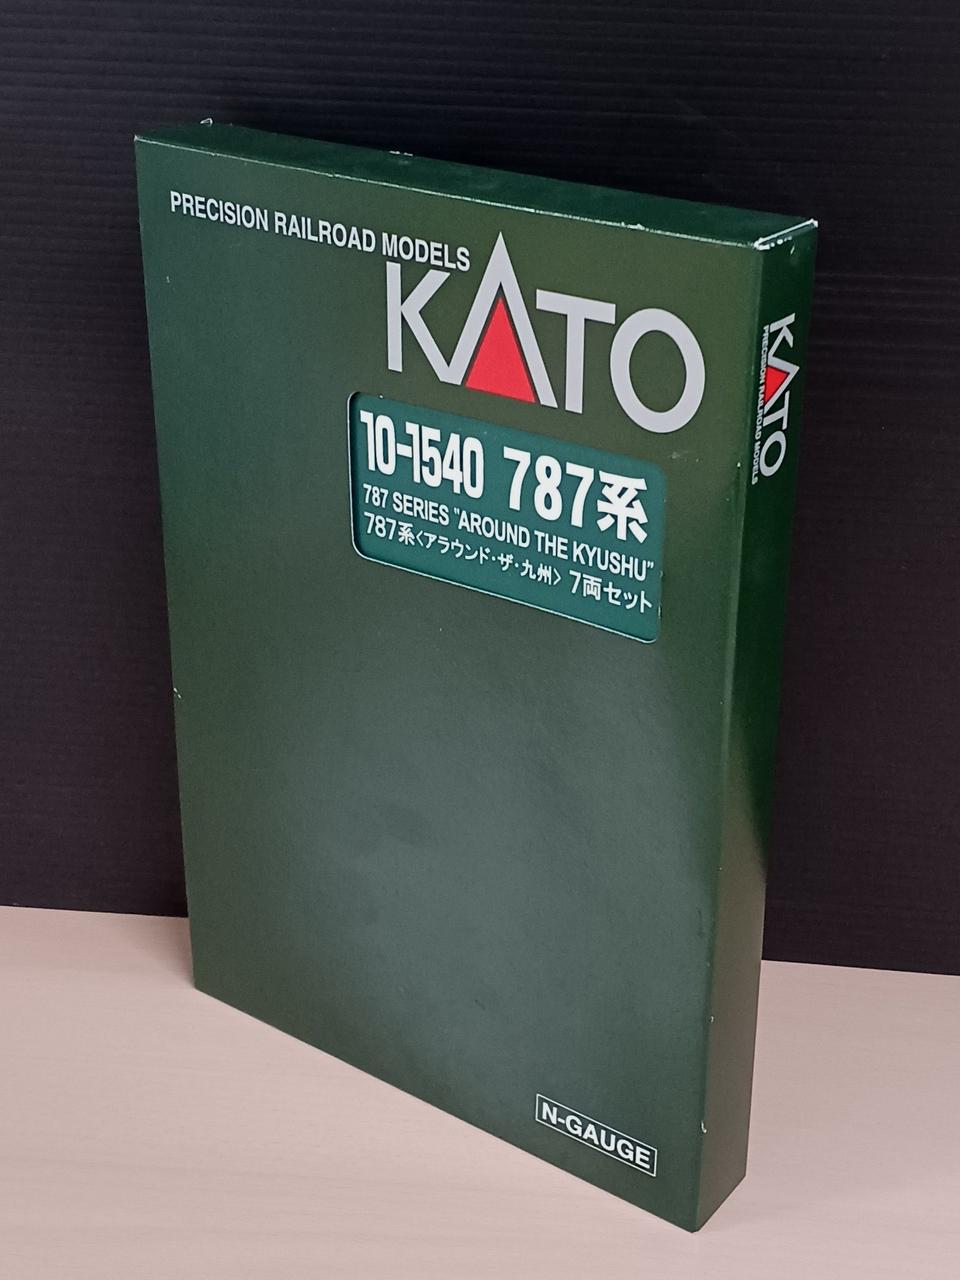 PRECISION RAILROAD MODELS
KATO
10-1540 787系
787 SERIES "AROUND THE KYUSHU"
787系〈アラウンド・ザ・九州〉 7両セット
N-GAUGE
KATO
PRECISION RAILROAD MODELS